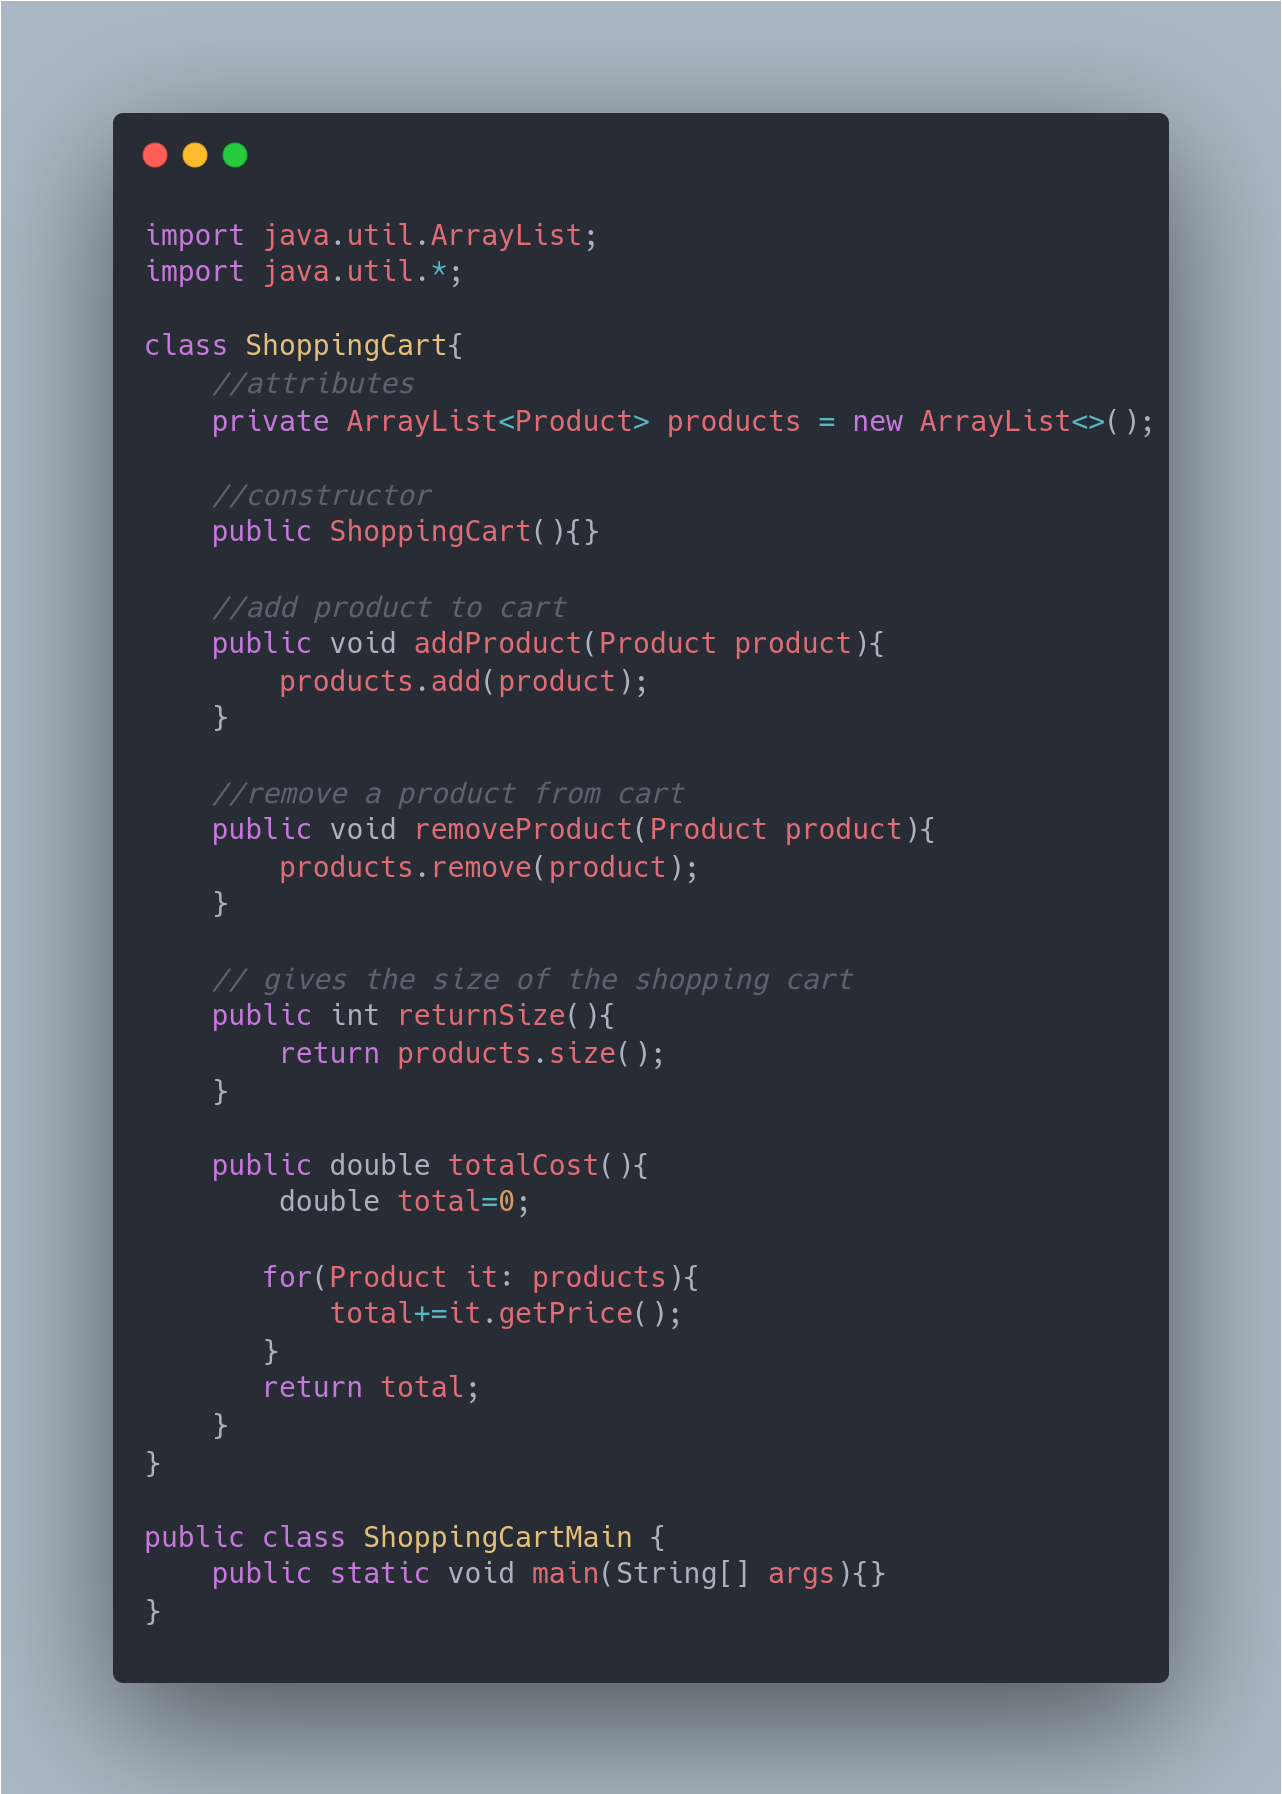 import java.util.ArrayList;
import java.util.*;

class ShoppingCart{
    //attributes
    private ArrayList<Product> products = new ArrayList<>();

    //constructor
    public ShoppingCart(){}

    //add product to cart
    public void addProduct(Product product){
        products.add(product);
    }

    //remove a product from cart
    public void removeProduct(Product product){
        products.remove(product);
    }

    // gives the size of the shopping cart
    public int returnSize(){
        return products.size();
    }

    public double totalCost(){
        double total=0;

       for(Product it: products){
           total+=it.getPrice();
       }
       return total;
    }
}

public class ShoppingCartMain {
    public static void main(String[] args){}
}